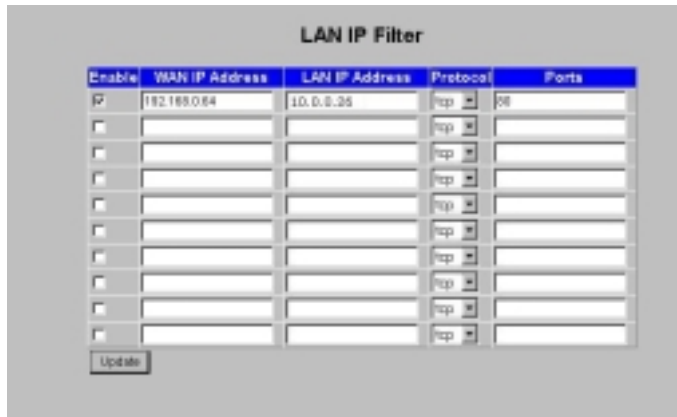 LAN IP Filter
Enable WAN IP Address LAN IP Address Protocol Ports
192.168.0.64 10.0.0.26 tcp 80
tcp
tcp
tcp
tcp
tcp
tcp
tcp
tcp
tcp
Update